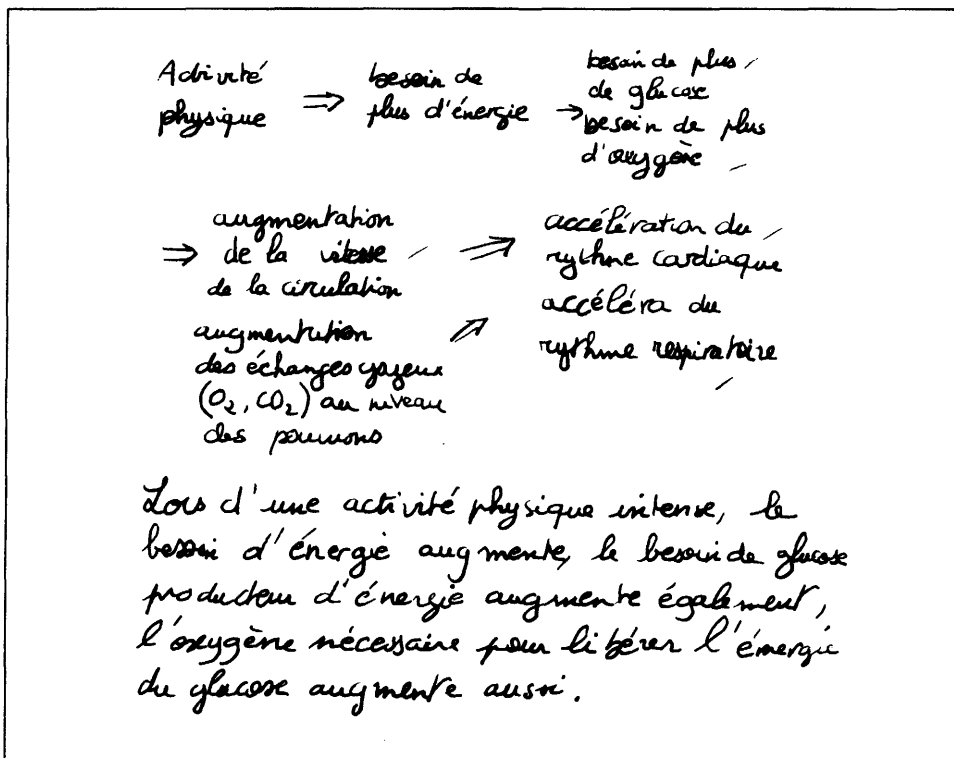 Activité
physique
⇒
besoin de
plus d'énergie
→
besoin de plus
de glucose
besoin de plus
d'oxygène
⇒
augmentation
de la vitesse
de la circulation
⇒
accélération du
rythme cardiaque
augmentation
des échanges gazeux
(O₂, CO₂) au niveau
des poumons
⇒
accéléra du
rythme respiratoire
Lors d'une activité physique intense, le
besoin d'énergie augmente, le besoin de glucose
producteur d'énergie augmente également,
l'oxygène nécessaire pour libérer l'énergie
du glucose augmente aussi.